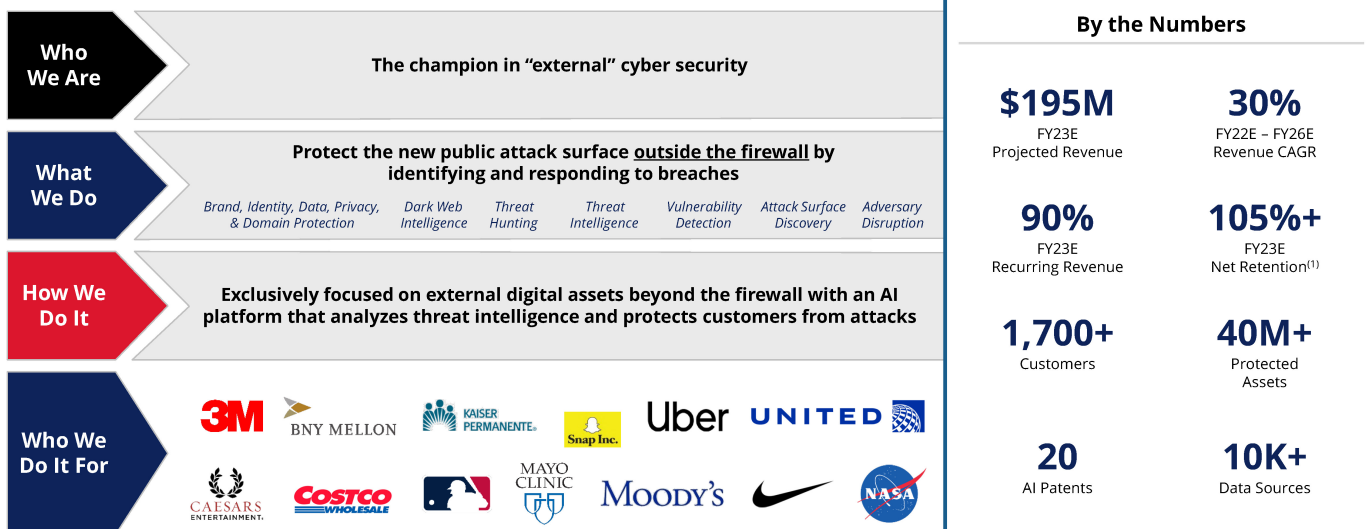 Who
We Are
The champion in “external” cyber security
What
We Do
Protect the new public attack surface outside the firewall by
identifying and responding to breaches
Brand, Identity, Data, Privacy,
& Domain Protection
Dark Web
Intelligence
Threat
Hunting
Threat
Intelligence
Vulnerability
Detection
Attack Surface
Discovery
Adversary
Disruption
How We
Do It
Exclusively focused on external digital assets beyond the firewall with an AI
platform that analyzes threat intelligence and protects customers from attacks
Who We
Do It For
3M
BNY MELLON
KAISER
PERMANENTE®
Snap Inc.
Uber
UNITED
CAESARS
ENTERTAINMENT.
COSTCO
WHOLESALE
MAYO
CLINIC
MOODY'S
NASA
By the Numbers
$195M
FY23E
Projected Revenue
30%
FY22E – FY26E
Revenue CAGR
90%
FY23E
Recurring Revenue
105%+
FY23E
Net Retention(1)
1,700+
Customers
40M+
Protected
Assets
20
AI Patents
10K+
Data Sources